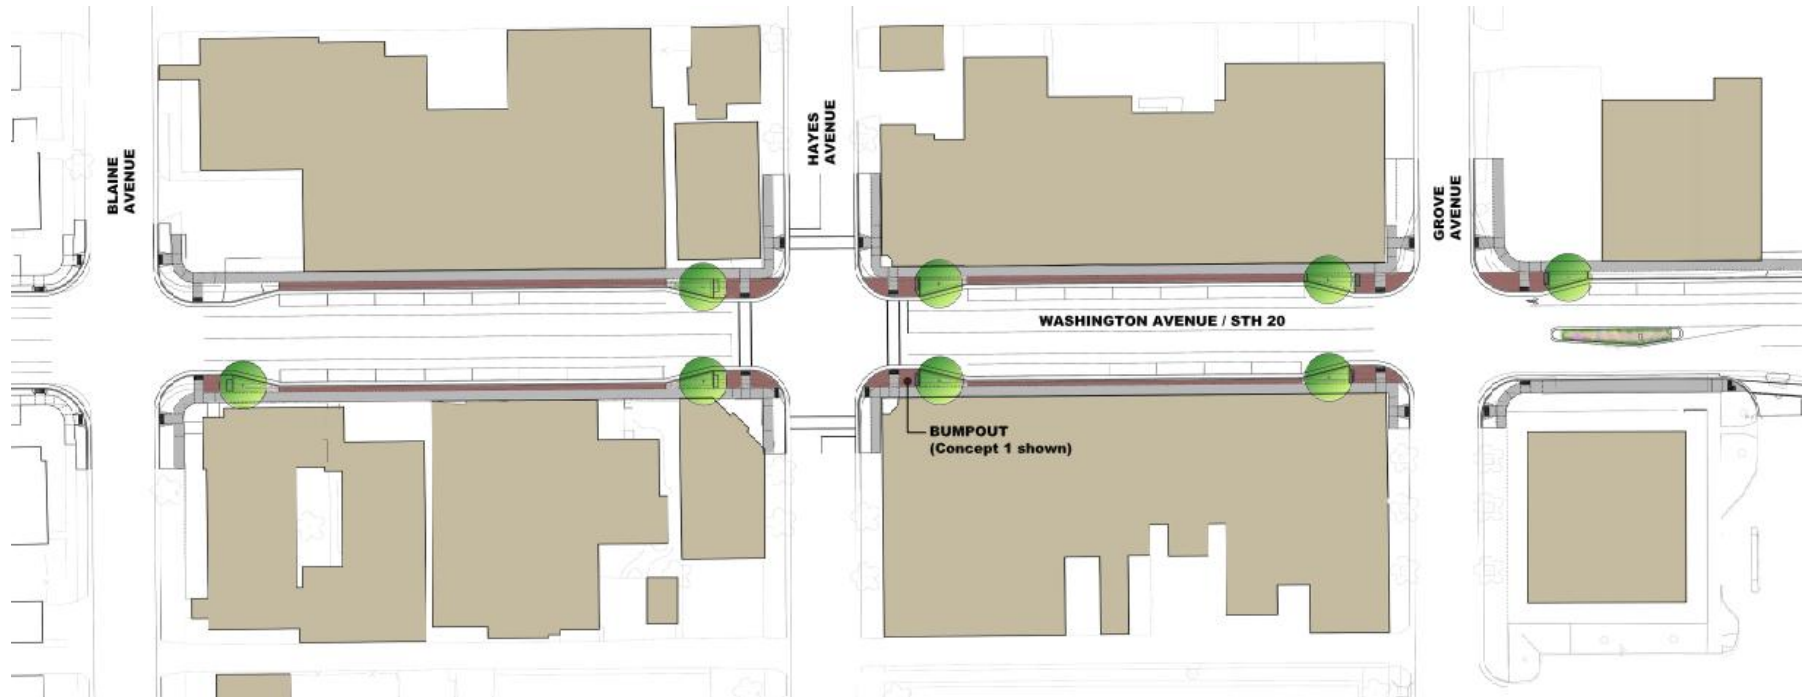 BLAINE
AVENUE
HAYES
AVENUE
GROVE
AVENUE
WASHINGTON AVENUE / STH 20
BUMPOUT
(Concept 1 shown)